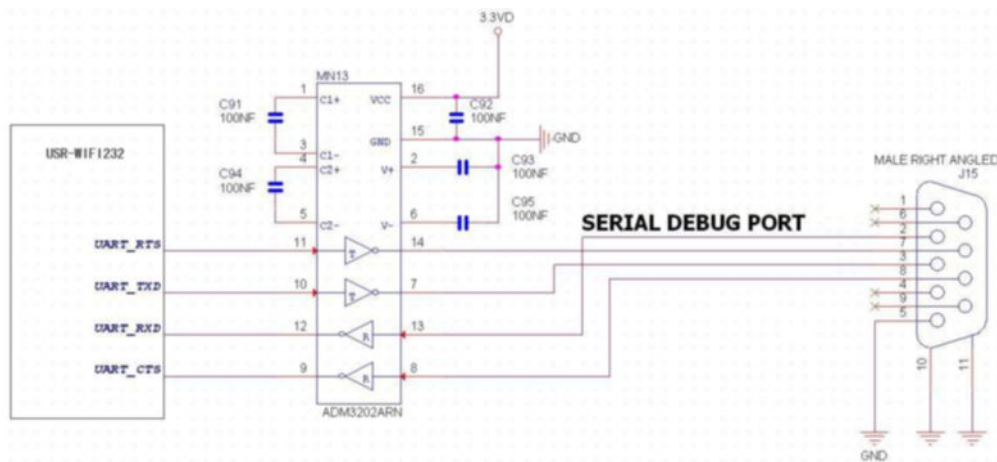 3.3VD
MN13
1
C1+
VCC
16
C91
100NF
C92
100NF
3
C1-
GND
15
GND
4
C2+
V+
2
C93
100NF
C94
100NF
5
C2-
V-
6
C95
100NF
USR-WIFI232
UART_RTS
11
T
14
UART_TXD
10
T
7
UART_RXD
12
R
13
UART_CTS
9
R
8
ADM3202ARN
SERIAL DEBUG PORT
MALE RIGHT ANGLED
J15
1
6
2
7
3
8
4
9
5
10
11
GND